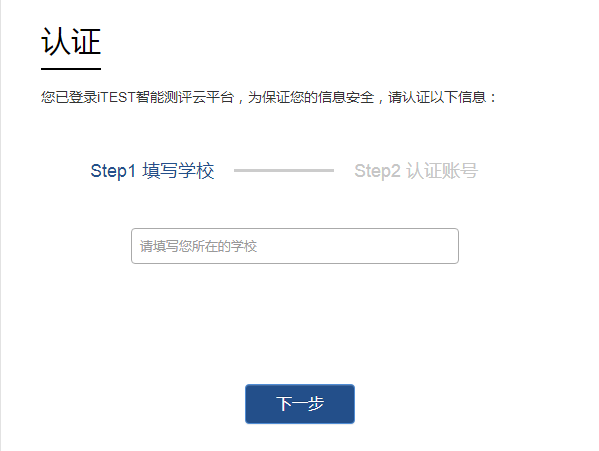 认证
您已登录iTEST智能测评云平台，为保证您的信息安全，请认证以下信息：
Step1 填写学校 Step2 认证账号
请填写您所在的学校
下一步